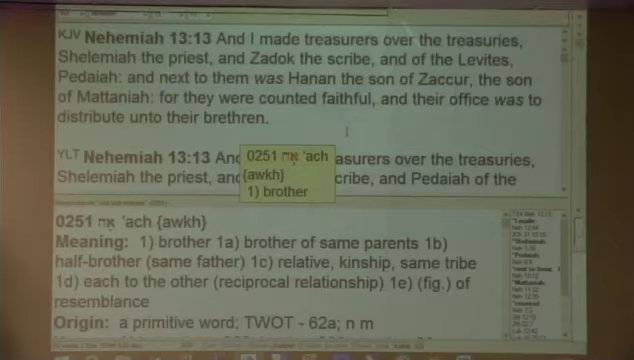 KJV Nehemiah 13:13 And I made treasurers over the treasuries,
Shelemiah the priest, and Zadok the scribe, and of the Levites,
Pedaiah: and next to them was Hanan the son of Zaccur, the son
of Mattaniah: for they were counted faithful, and their office was to
distribute unto their brethren.
YLT Nehemiah 13:13 And asurers over the treasuries,
Shelemiah the priest, and cribe, and Pedaiah of the
0251 אָח 'ach
{awkh}
1) brother
0251 אָח 'ach {awkh}
Meaning: 1) brother 1a) brother of same parents 1b)
half-brother (same father) 1c) relative, kinship, same tribe
1d) each to the other (reciprocal relationship) 1e) (fig.) of
resemblance
Origin: a primitive word; TWOT - 62a; n m